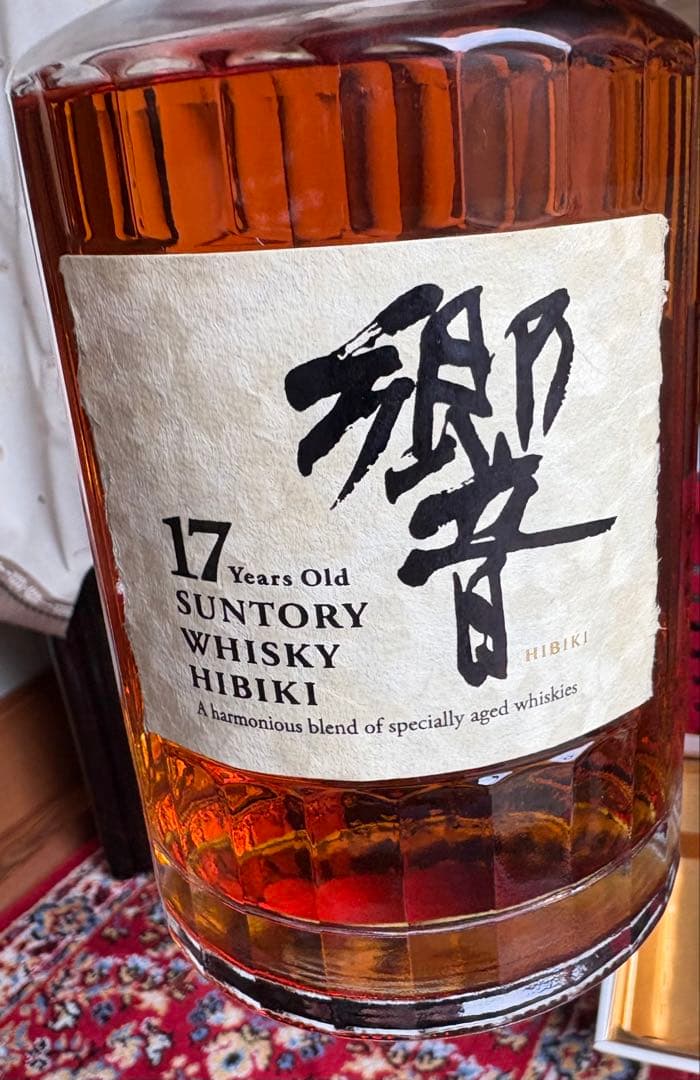 響
17 Years Old
SUNTORY
WHISKY
HIBIKI
HIBIKI
A harmonious blend of specially aged whiskies